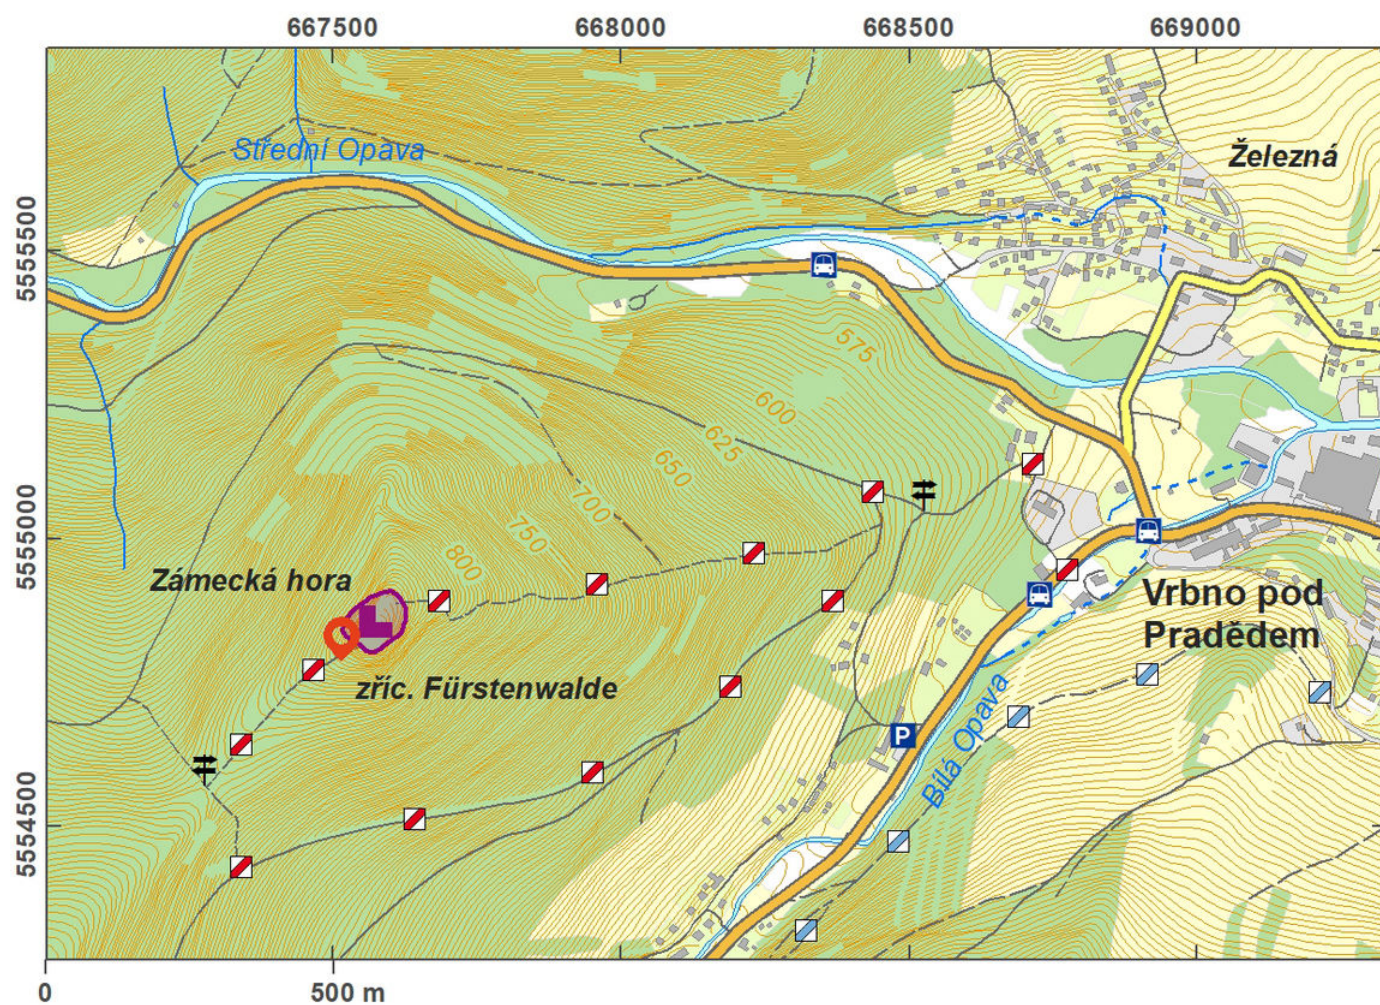 667500 668000 668500 669000
Střední Opava
Železná
5555500
575
600
625
650
700
750
800
5555000
Zámecká hora
Vrbno pod
Pradědem
zříc. Fürstenwalde
P
Bílá Opava
5554500
0 500 m